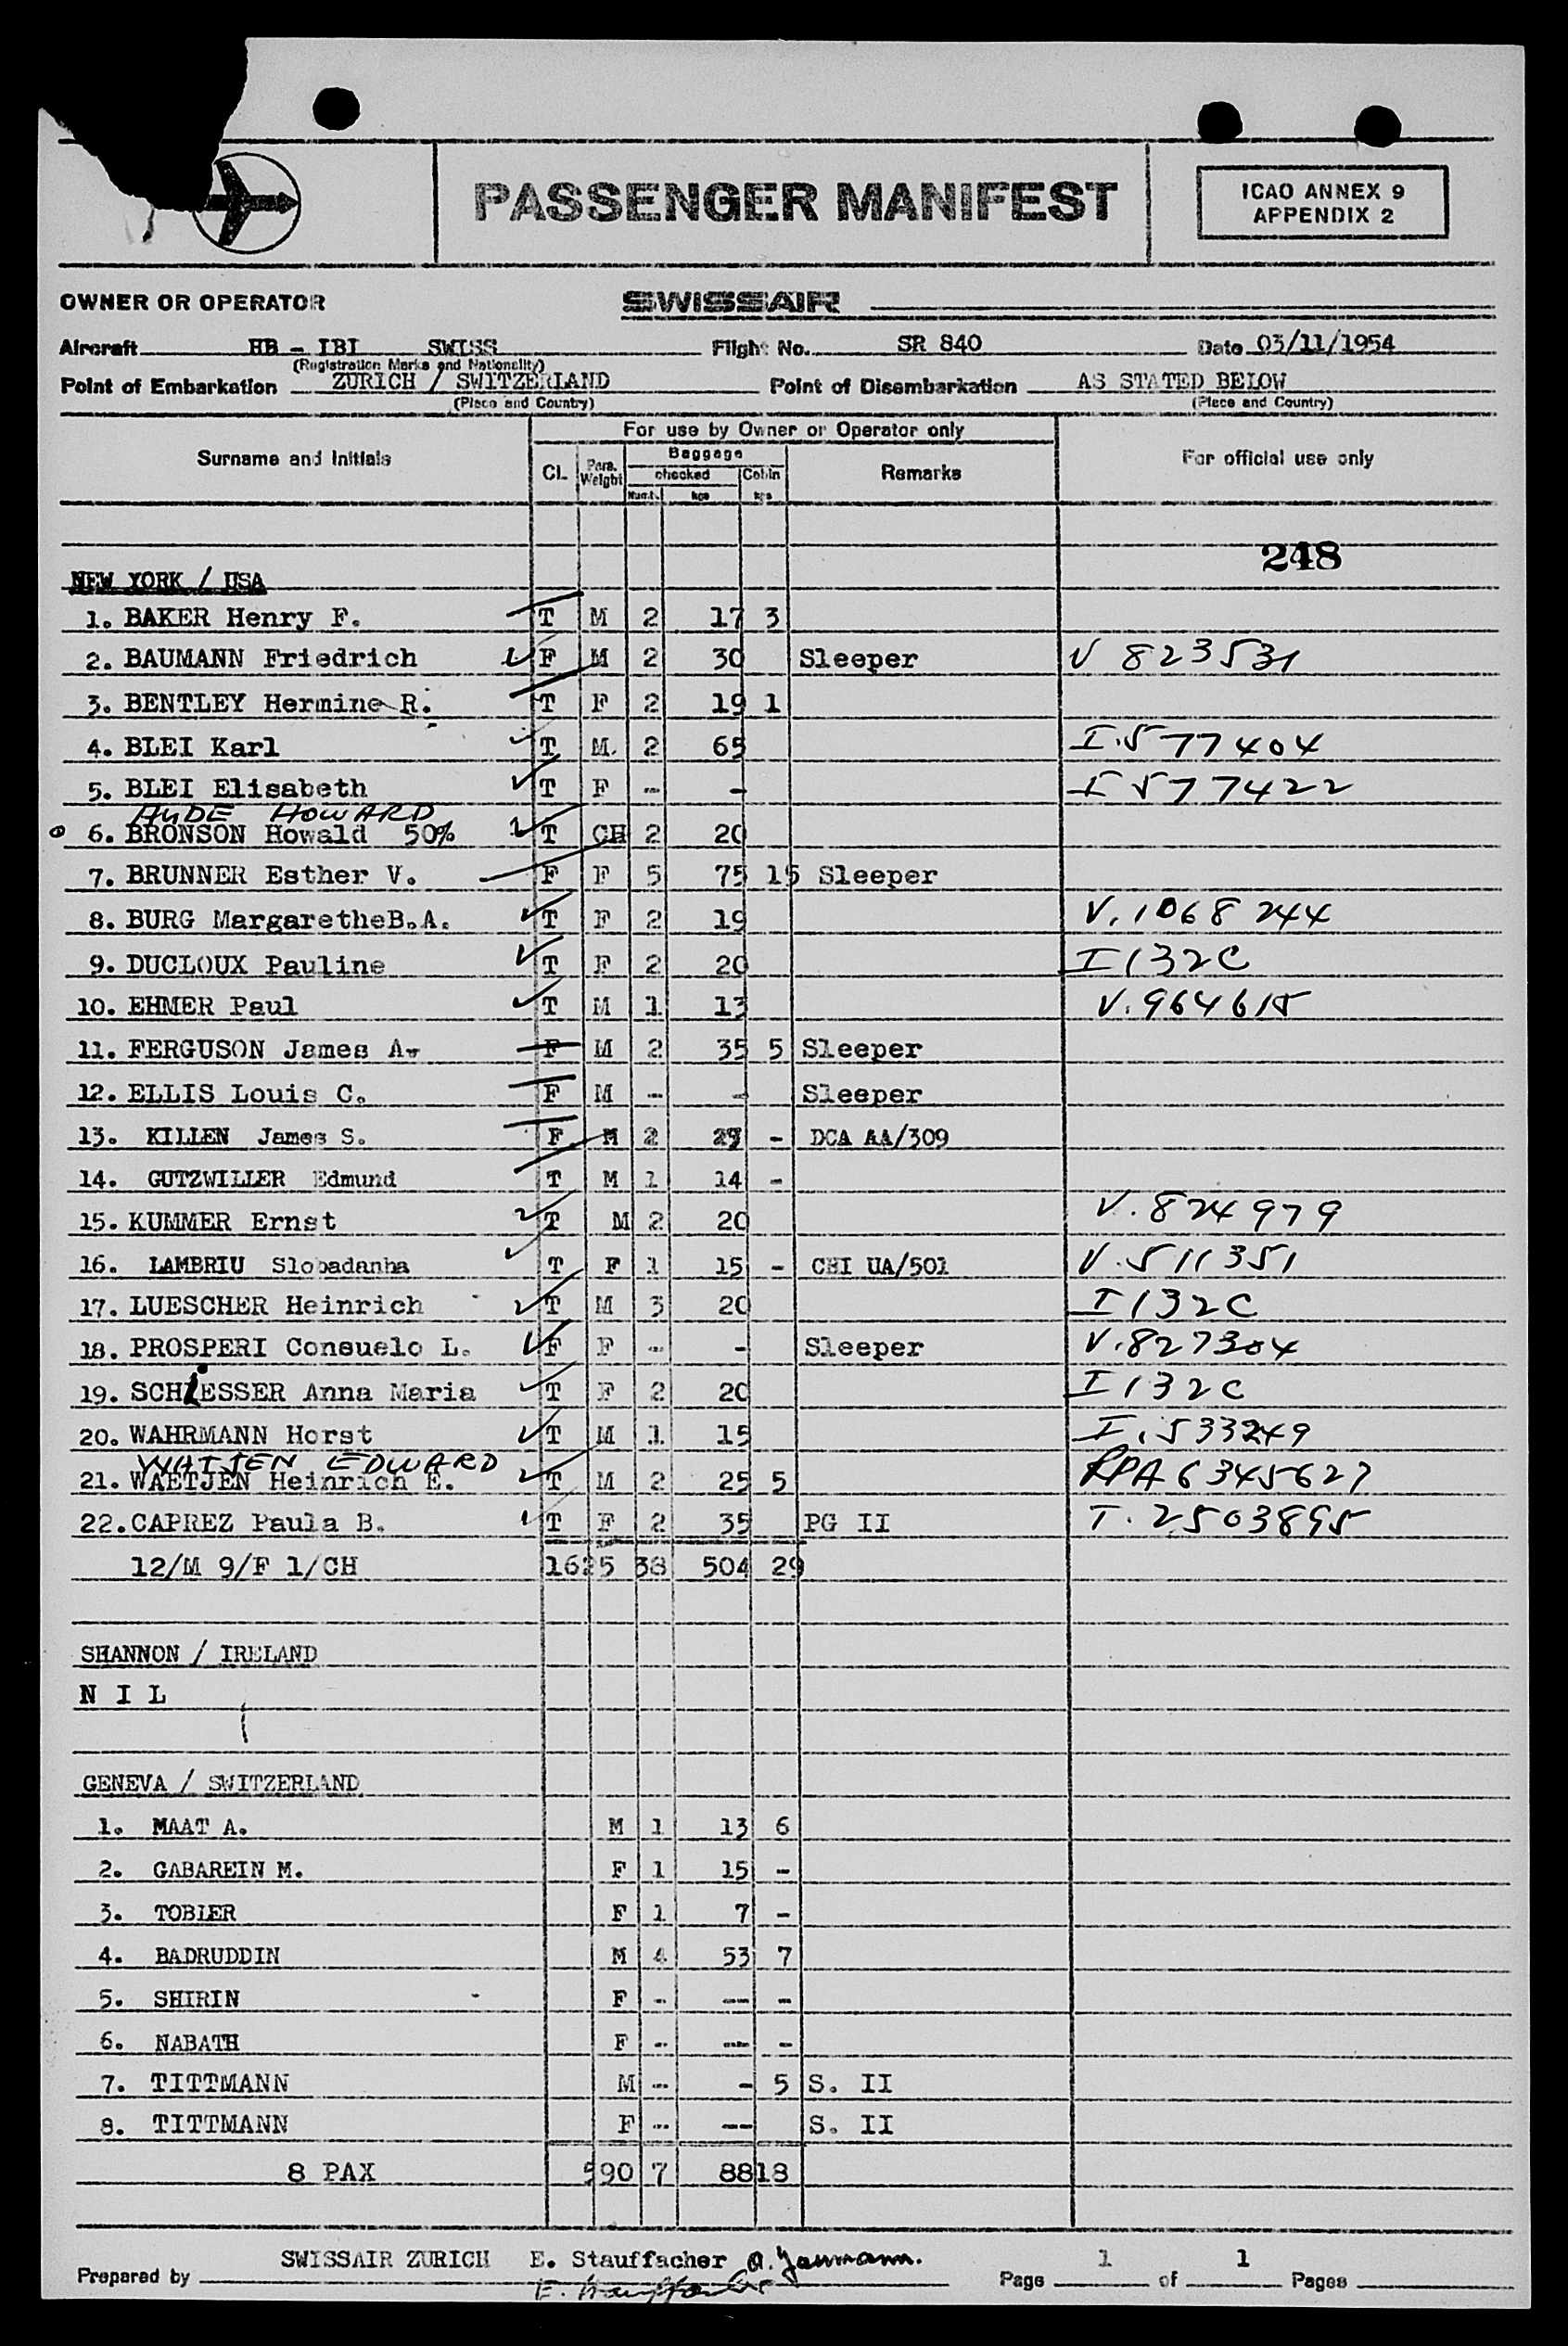 PASSENGER MANIFEST
ICAO ANNEX 9
APPENDIX 2
OWNER OR OPERATOR SWISSAIR
Aircraft HB - IBI SWISS Flight No. SR 840 Date 03/11/1954
(Registration Marks and Nationality)
Point of Embarkation ZURICH / SWITZERLAND Point of Disembarkation AS STATED BELOW
(Place and Country) (Place and Country)
For use by Owner or Operator only
Surname and Initials Cl. Pers. Weight Baggage checked Cabin Remarks For official use only
Numb. kgs kgs
248
NEW YORK / USA
1. BAKER Henry F. T M 2 17 3
2. BAUMANN Friedrich F M 2 30 Sleeper V 823531
3. BENTLEY Hermine R. T F 2 19 1
4. BLEI Karl T M. 2 65 I.577404
5. BLEI Elisabeth T F - - I 577422
HYDE HOWARD
6. BRONSON Howald 50% T CH 2 20
7. BRUNNER Esther V. F F 5 75 15 Sleeper
8. BURG MargaretheB.A. T F 2 19 V.1068244
9. DUCLOUX Pauline T F 2 20 I132C
10. EHMER Paul T M 1 13 V.964615
11. FERGUSON James A. F M 2 35 5 Sleeper
12. ELLIS Louis C. F M - - Sleeper
13. KILLEN James S. F M 2 - DCA AA/309
14. GUTZWILLER Edmund T M 1 14 -
15. KUMMER Ernst T M 2 20 V.824979
16. LAMBRIU Slobadanha T F 1 15 - CHI UA/501 V.511351
17. LUESCHER Heinrich T M 3 20 I132C
18. PROSPERI Consuelo L. F F - - Sleeper V.827304
19. SCHiESSER Anna Maria T F 2 20 I132C
20. WAHRMANN Horst T M 1 15 I.533249
WATJEN EDWARD
21. WAETJEN Heinrich E. T M 2 25 5 RPA6345627
22. CAPREZ Paula B. T F 2 35 PG II T.2503895
12/M 9/F 1/CH 1625 38 504 29
SHANNON / IRELAND
N I L
GENEVA / SWITZERLAND
1. MAAT A. M 1 13 6
2. GABAREIN M. F 1 15 -
3. TOBLER F 1 7 -
4. BADRUDDIN M 4 53 7
5. SHIRIN F - -- -
6. NABATH F - -- -
7. TITTMANN M - - 5 S. II
8. TITTMANN F - -- S. II
8 PAX 590 7 88 18
Prepared by SWISSAIR ZURICH E. Stauffacher Page 1 of 1 Pages